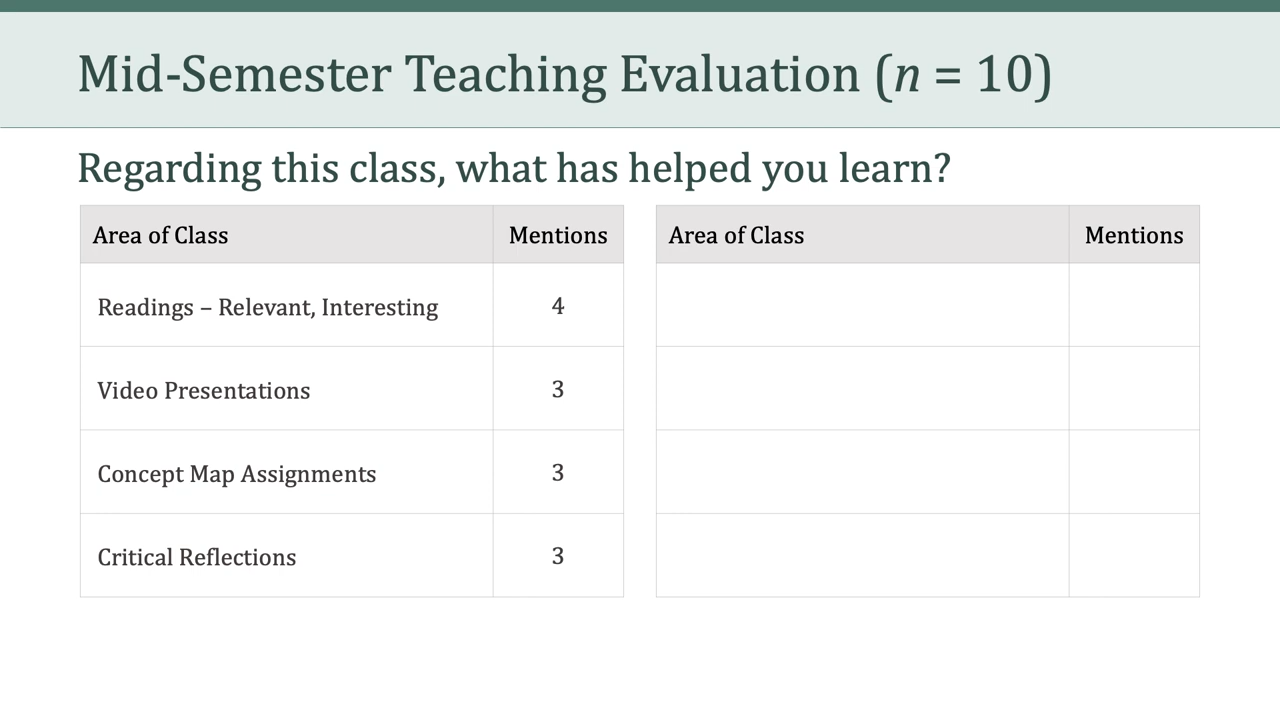 Mid-Semester Teaching Evaluation (n = 10)
Regarding this class, what has helped you learn?
Area of Class Mentions
Readings – Relevant, Interesting 4
Video Presentations 3
Concept Map Assignments 3
Critical Reflections 3
Area of Class Mentions